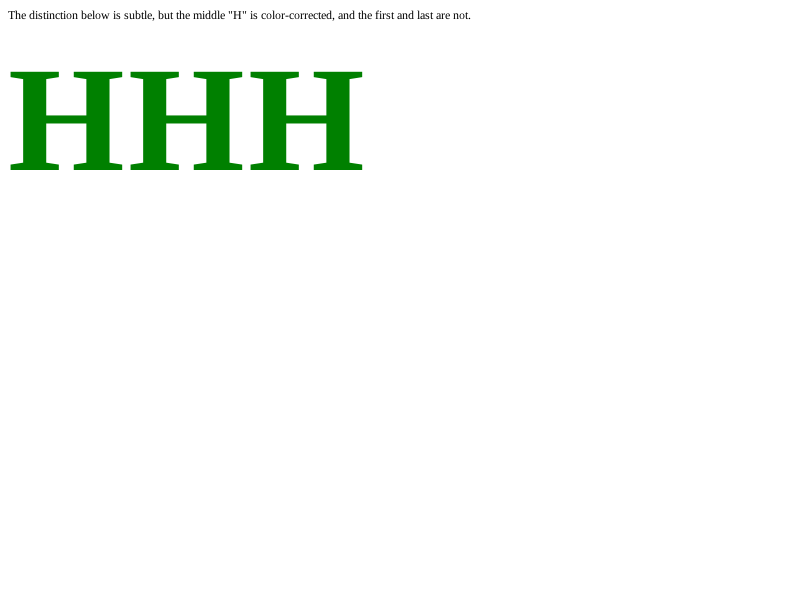 The distinction below is subtle, but the middle "H" is color-corrected, and the first and last are not.
HHH